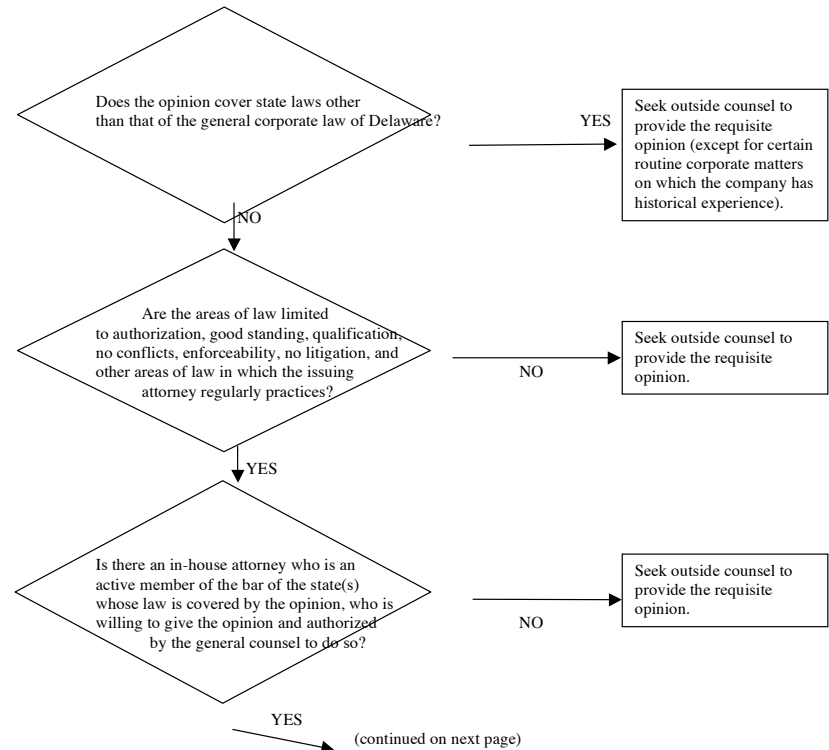 Does the opinion cover state laws other
than that of the general corporate law of Delaware?
YES
Seek outside counsel to
provide the requisite
opinion (except for certain
routine corporate matters
on which the company has
historical experience).
NO
Are the areas of law limited
to authorization, good standing, qualification,
no conflicts, enforceability, no litigation, and
other areas of law in which the issuing
attorney regularly practices?
NO
Seek outside counsel to
provide the requisite
opinion.
YES
Is there an in-house attorney who is an
active member of the bar of the state(s)
whose law is covered by the opinion, who is
willing to give the opinion and authorized
by the general counsel to do so?
NO
Seek outside counsel to
provide the requisite
opinion.
YES
(continued on next page)